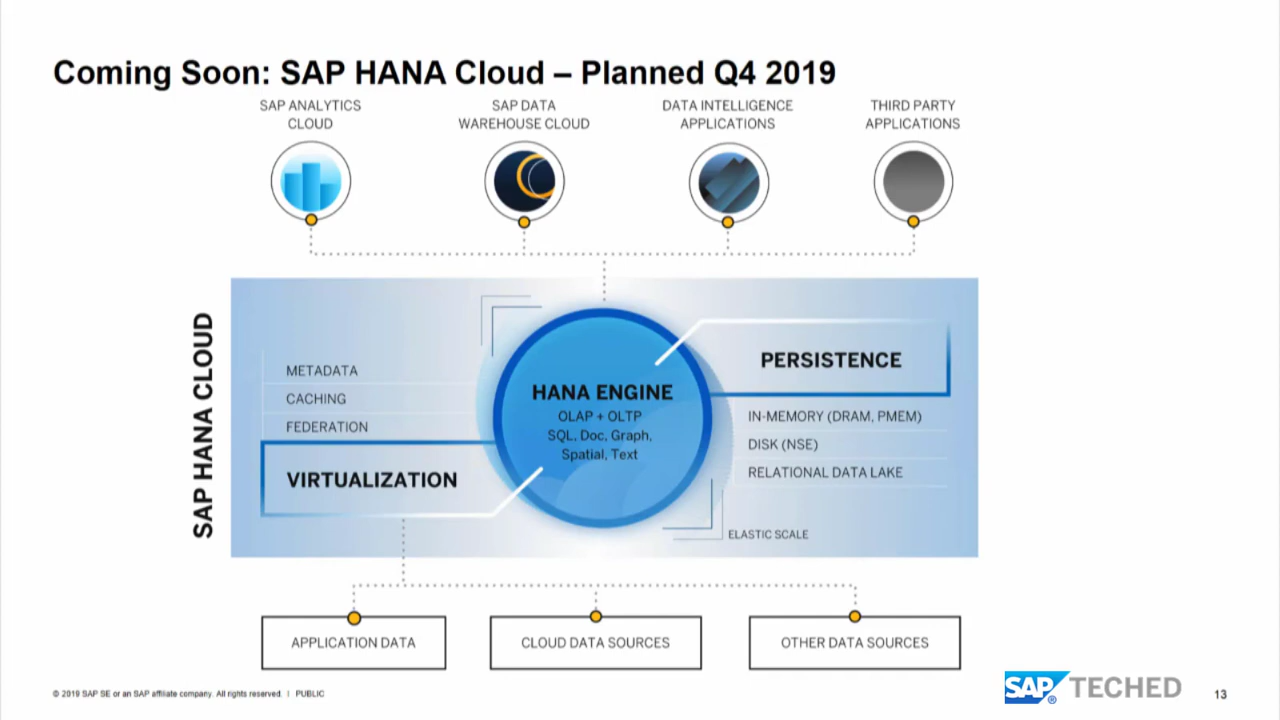 Coming Soon: SAP HANA Cloud – Planned Q4 2019
SAP ANALYTICS
CLOUD
SAP DATA
WAREHOUSE CLOUD
DATA INTELLIGENCE
APPLICATIONS
THIRD PARTY
APPLICATIONS
SAP HANA CLOUD
METADATA
CACHING
FEDERATION
VIRTUALIZATION
HANA ENGINE
OLAP + OLTP
SQL, Doc, Graph,
Spatial, Text
PERSISTENCE
IN-MEMORY (DRAM, PMEM)
DISK (NSE)
RELATIONAL DATA LAKE
ELASTIC SCALE
APPLICATION DATA
CLOUD DATA SOURCES
OTHER DATA SOURCES
© 2019 SAP SE or an SAP affiliate company. All rights reserved. | PUBLIC
SAP® TECHED
13